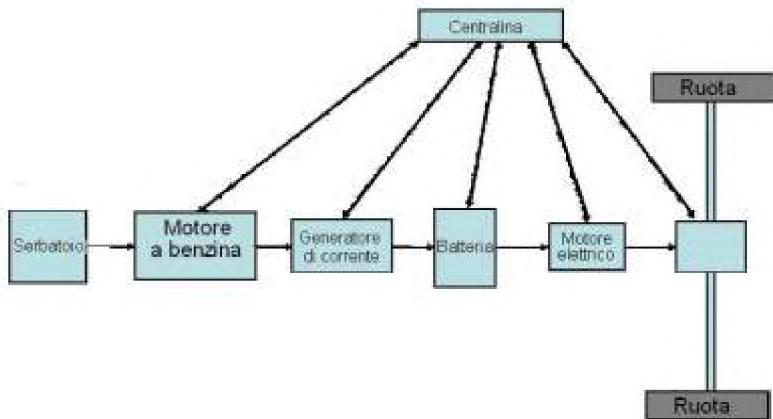 Centralina
Ruota
Serbatoio
Motore
a benzina
Generatore
di corrente
Batteria
Motore
elettrico
Ruota